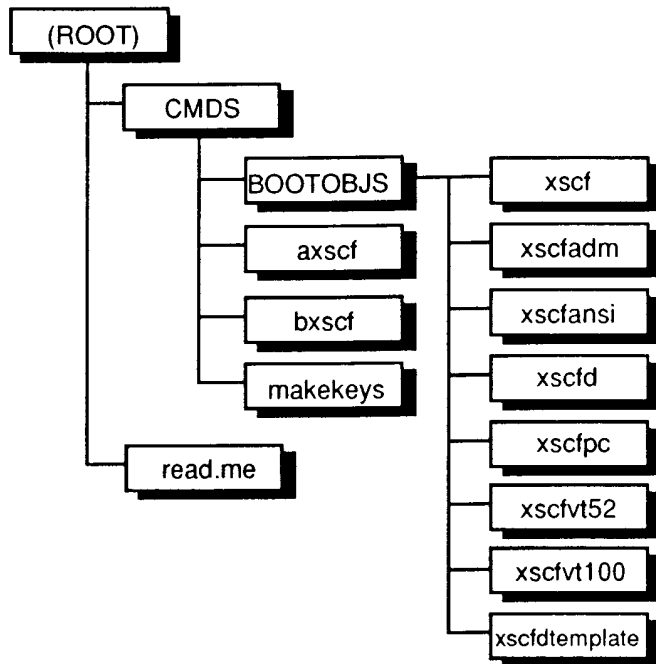 (ROOT)
CMDS
BOOTOBJS
xscf
axscf
xscfadm
bxscf
xscfansi
makekeys
xscfd
xscfpc
read.me
xscfvt52
xscfvt100
xscfdtemplate